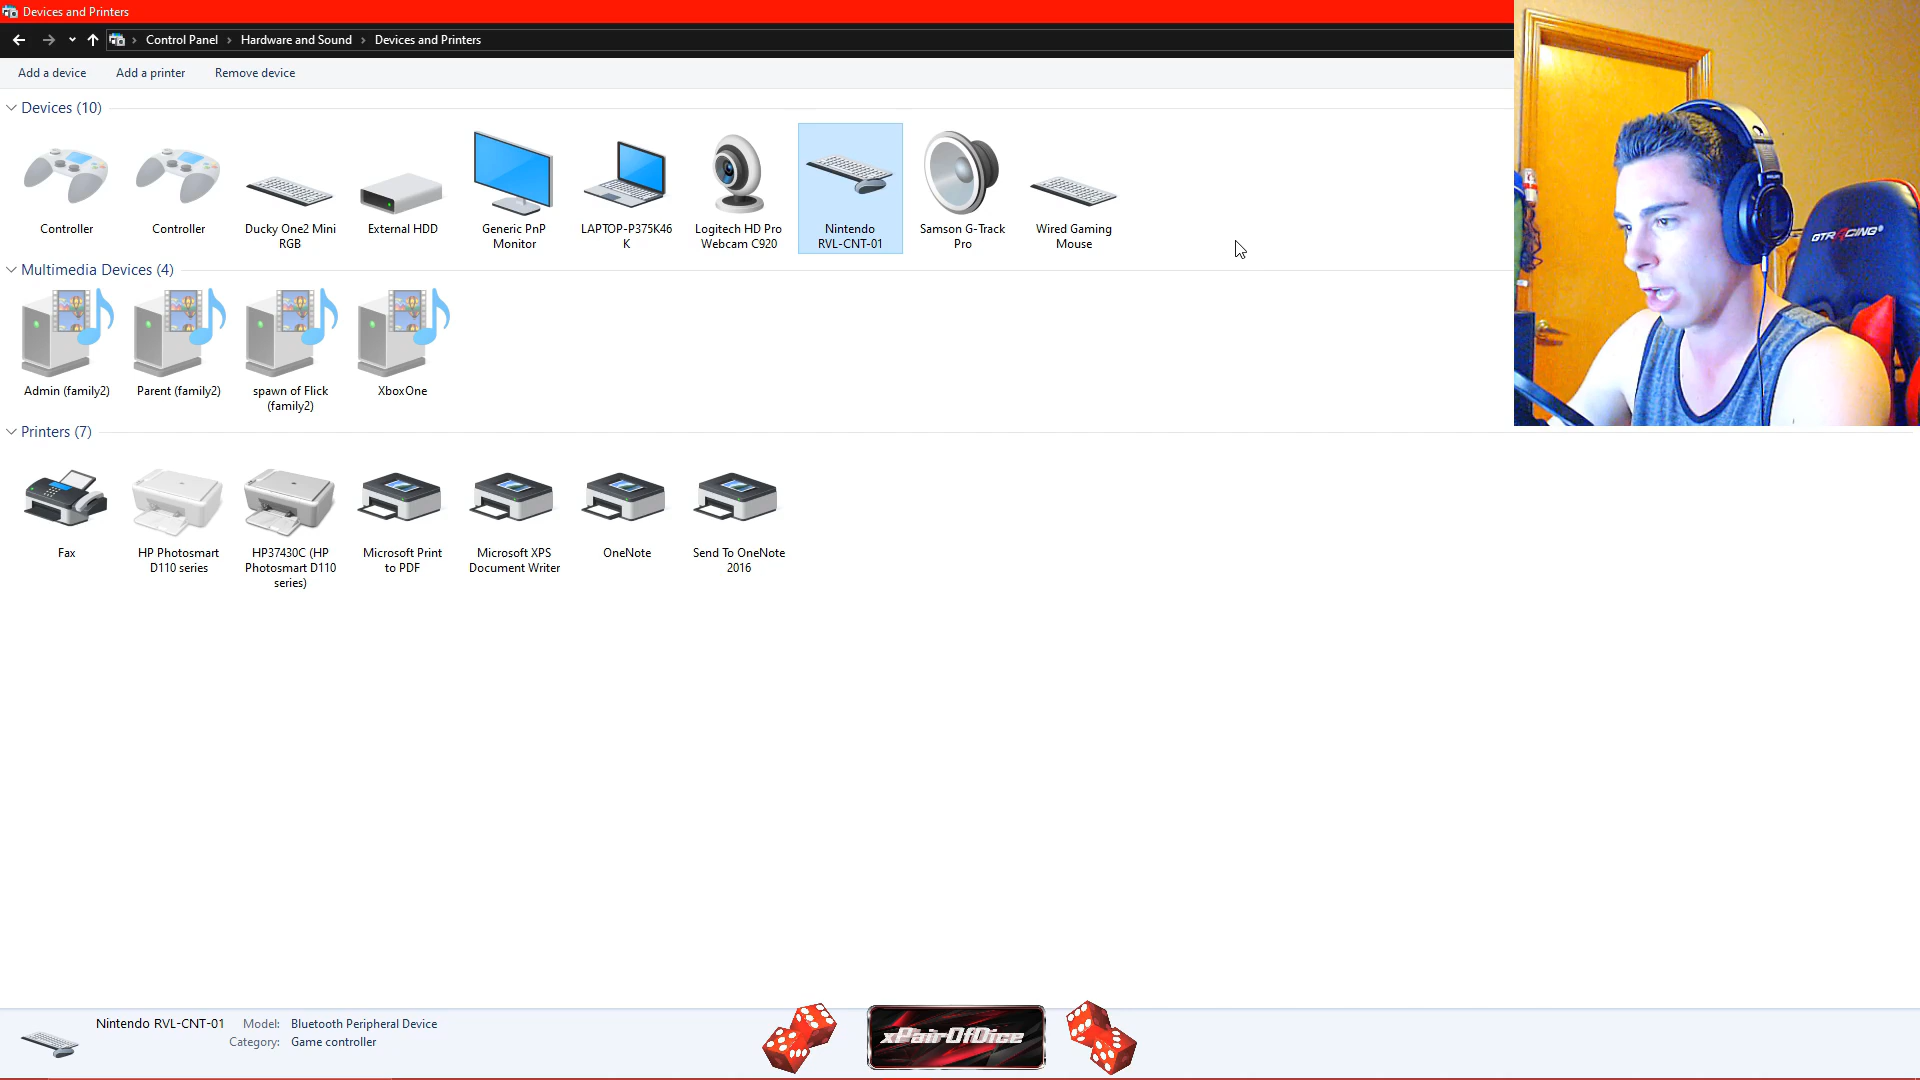 Devices and Printers
Control Panel > Hardware and Sound > Devices and Printers
Add a device Add a printer Remove device
Devices (10)
Controller
Controller
Ducky One2 Mini
RGB
External HDD
Generic PnP
Monitor
LAPTOP-P375K46
K
Logitech HD Pro
Webcam C920
Nintendo
RVL-CNT-01
Samson G-Track
Pro
Wired Gaming
Mouse
GTRACING
Multimedia Devices (4)
Admin (family2)
Parent (family2)
spawn of Flick
(family2)
XboxOne
Printers (7)
Fax
HP Photosmart
D110 series
HP37430C (HP
Photosmart D110
series)
Microsoft Print
to PDF
Microsoft XPS
Document Writer
OneNote
Send To OneNote
2016
Nintendo RVL-CNT-01 Model: Bluetooth Peripheral Device
Category: Game controller
xPairOfDice